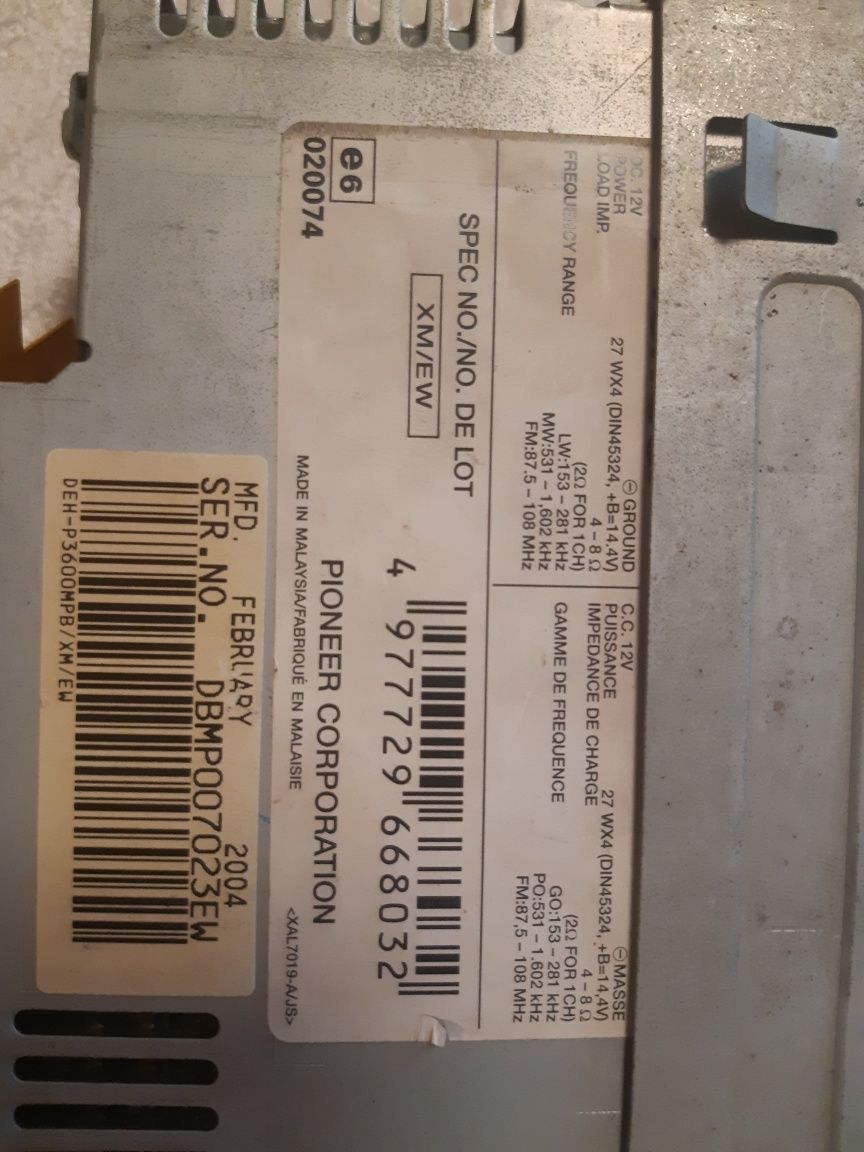 DC. 12V
⊖ GROUND
POWER
27 WX4 (DIN45324, +B=14.4V)
LOAD IMP.
4 – 8 Ω
(2Ω FOR 1CH)
FREQUENCY RANGE
LW:153 – 281 kHz
MW:531 – 1,602 kHz
FM:87.5 – 108 MHz
C.C. 12V
⊖ MASSE
PUISSANCE
27 WX4 (DIN45324, +B=14,4V)
IMPEDANCE DE CHARGE
4 – 8 Ω
(2Ω FOR 1CH)
GAMME DE FREQUENCE
GO:153 – 281 kHz
PO:531 – 1.602 kHz
FM:87,5 – 108 MHz
SPEC NO./NO. DE LOT
XM/EW
4 977729 668032
e6
020074
PIONEER CORPORATION
MADE IN MALAYSIA/FABRIQUÉ EN MALAISIE
<XAL7019-A/JS>
MFD. FEBRUARY 2004
SER.NO. DBMP007023EW
DEH-P3600MPB/XM/EW